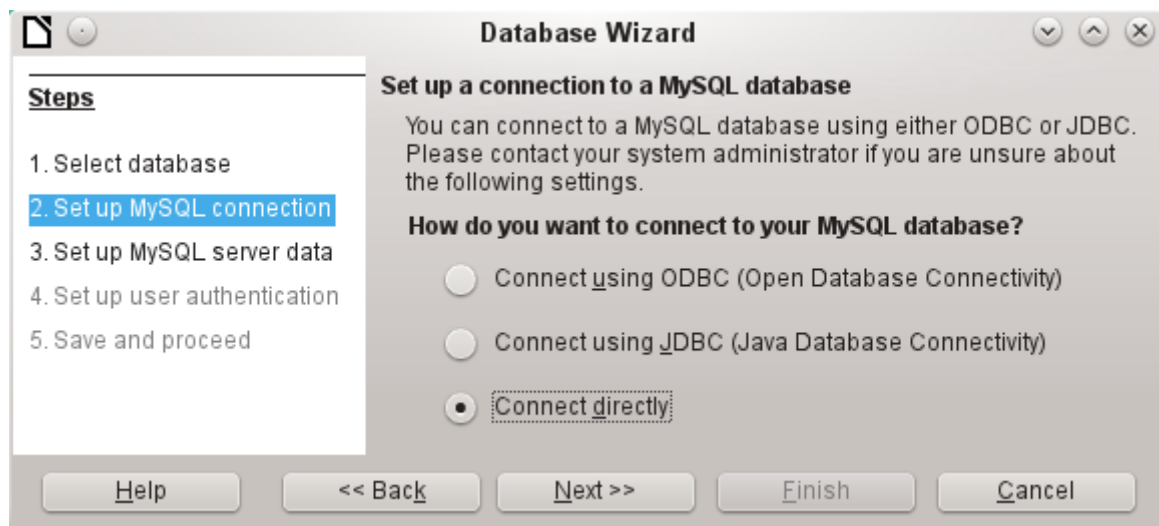 Database Wizard
Steps
1. Select database
2. Set up MySQL connection
3. Set up MySQL server data
4. Set up user authentication
5. Save and proceed
Set up a connection to a MySQL database
You can connect to a MySQL database using either ODBC or JDBC.
Please contact your system administrator if you are unsure about
the following settings.
How do you want to connect to your MySQL database?
Connect using ODBC (Open Database Connectivity)
Connect using JDBC (Java Database Connectivity)
Connect directly
Help
<< Back
Next >>
Finish
Cancel